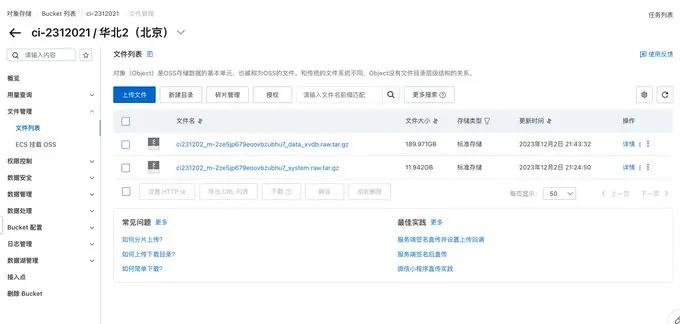 对象存储 / Bucket 列表 / ci-2312021 / 文件管理
任务列表
← ci-2312021 / 华北2（北京）
请输入内容
概览
用量查询
文件管理
文件列表
ECS 挂载 OSS
权限控制
数据安全
数据管理
数据处理
Bucket 配置
日志管理
数据湖管理
接入点
删除 Bucket
文件列表
使用反馈
对象（Object）是OSS存储数据的基本单元，也被称为OSS的文件。和传统的文件系统不同，Object没有文件目录层级结构的关系。
上传文件 新建目录 碎片管理 授权 请输入文件名前缀匹配 更多搜索
文件名 文件大小 存储类型 更新时间 操作
ci231202_m-2ze5jp679eoovbzubhu7_data_xvdb.raw.tar.gz 189.971GB 标准存储 2023年12月2日 21:43:32 详情
ci231202_m-2ze5jp679eoovbzubhu7_system.raw.tar.gz 11.942GB 标准存储 2023年12月2日 21:24:50 详情
设置 HTTP 头 导出 URL 列表 下载 解冻 彻底删除 每页显示: 50 上一页 下一页
常见问题 更多
如何分片上传?
如何上传下载目录?
如何简单下载?
最佳实践 更多
服务端签名直传并设置上传回调
服务端签名后直传
微信小程序直传实践